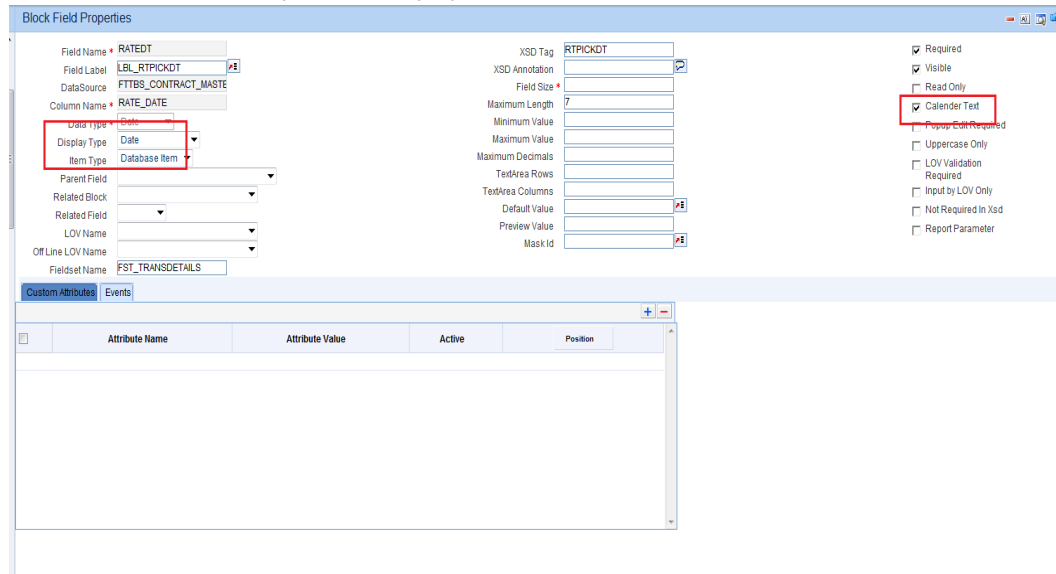 Block Field Properties
Field Name * RATEDT
Field Label LBL_RTPICKDT
DataSource FTTBS_CONTRACT_MASTE
Column Name * RATE_DATE
Data Type * Date
Display Type Date
Item Type Database Item
Parent Field
Related Block
Related Field
LOV Name
Off Line LOV Name
Fieldset Name FST_TRANSDETAILS
XSD Tag RTPICKDT
XSD Annotation
Field Size *
Maximum Length 7
Minimum Value
Maximum Value
Maximum Decimals
TextArea Rows
TextArea Columns
Default Value
Preview Value
Mask Id
Required
Visible
Read Only
Calender Text
Popup Edit Required
Uppercase Only
LOV Validation
Required
Input by LOV Only
Not Required In Xsd
Report Parameter
Custom Attributes Events
Attribute Name Attribute Value Active Position